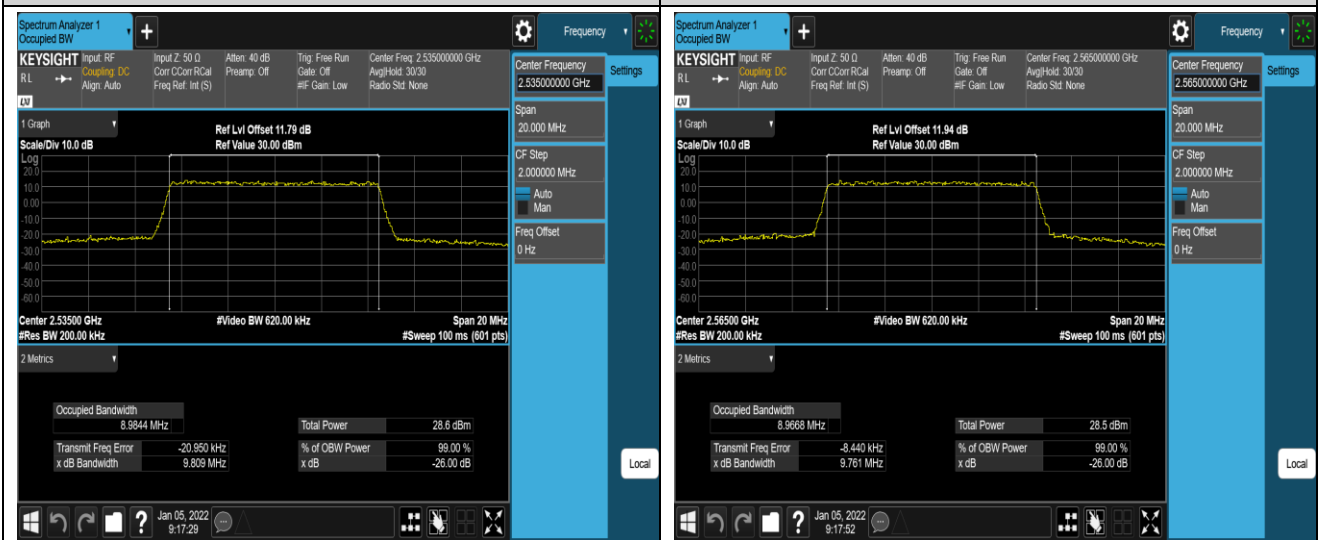 Spectrum Analyzer 1
Occupied BW
+
Frequency
KEYSIGHT
RL
LXI
Input: RF
Coupling: DC
Align: Auto
Input Z: 50 Ω
Corr CCorr RCal
Freq Ref: Int (S)
Atten: 40 dB
Preamp: Off
Trig: Free Run
Gate: Off
#IF Gain: Low
Center Freq: 2.535000000 GHz
Avg|Hold: 30/30
Radio Std: None
Center Frequency
2.535000000 GHz
Settings
Span
20.000 MHz
CF Step
2.000000 MHz
Auto
Man
Freq Offset
0 Hz
1 Graph
Ref Lvl Offset 11.79 dB
Scale/Div 10.0 dB
Ref Value 30.00 dBm
Log
20.0
10.0
0.00
-10.0
-20.0
-30.0
-40.0
-50.0
-60.0
Center 2.53500 GHz
#Video BW 620.00 kHz
Span 20 MHz
#Res BW 200.00 kHz
#Sweep 100 ms (601 pts)
2 Metrics
Occupied Bandwidth
8.9844 MHz
Total Power 28.6 dBm
Transmit Freq Error -20.950 kHz
% of OBW Power 99.00 %
x dB Bandwidth 9.809 MHz
x dB -26.00 dB
Local
?
Jan 05, 2022
9:17:29
Spectrum Analyzer 1
Occupied BW
+
Frequency
KEYSIGHT
RL
LXI
Input: RF
Coupling: DC
Align: Auto
Input Z: 50 Ω
Corr CCorr RCal
Freq Ref: Int (S)
Atten: 40 dB
Preamp: Off
Trig: Free Run
Gate: Off
#IF Gain: Low
Center Freq: 2.565000000 GHz
Avg|Hold: 30/30
Radio Std: None
Center Frequency
2.565000000 GHz
Settings
Span
20.000 MHz
CF Step
2.000000 MHz
Auto
Man
Freq Offset
0 Hz
1 Graph
Ref Lvl Offset 11.94 dB
Scale/Div 10.0 dB
Ref Value 30.00 dBm
Log
20.0
10.0
0.00
-10.0
-20.0
-30.0
-40.0
-50.0
-60.0
Center 2.56500 GHz
#Video BW 620.00 kHz
Span 20 MHz
#Res BW 200.00 kHz
#Sweep 100 ms (601 pts)
2 Metrics
Occupied Bandwidth
8.9668 MHz
Total Power 28.5 dBm
Transmit Freq Error -8.440 kHz
% of OBW Power 99.00 %
x dB Bandwidth 9.761 MHz
x dB -26.00 dB
Local
?
Jan 05, 2022
9:17:52